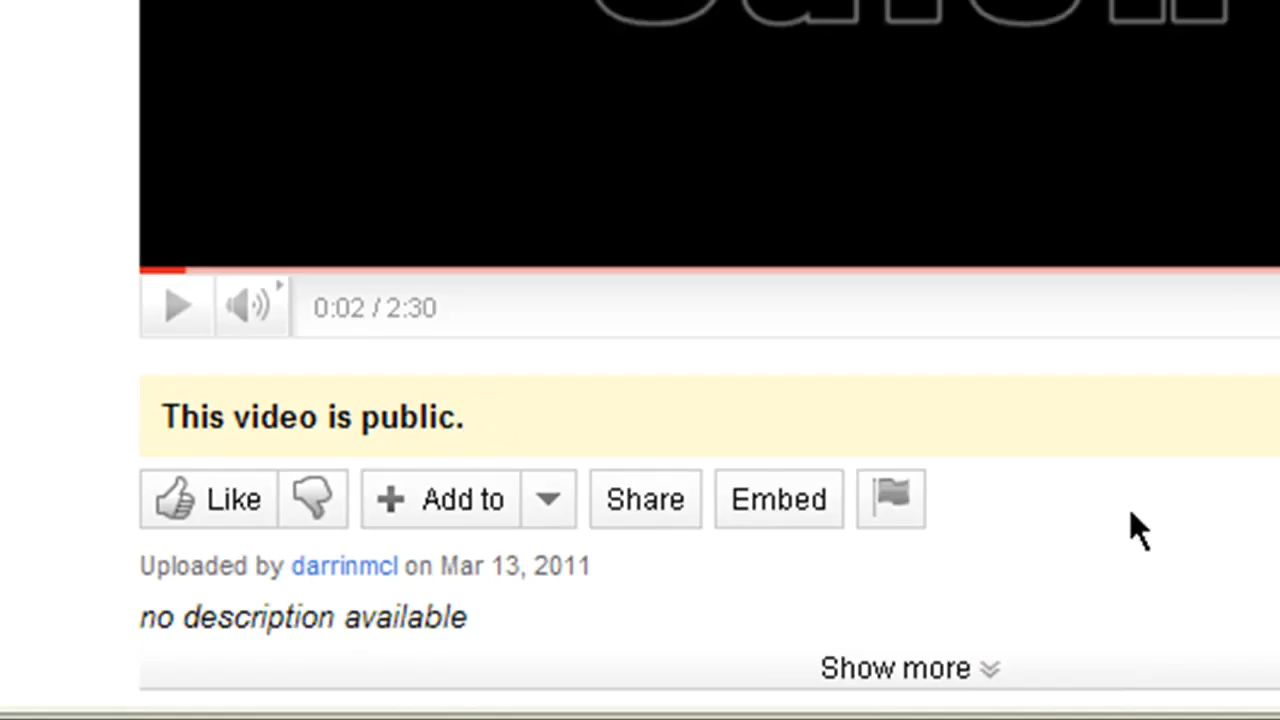 0:02 / 2:30
This video is public.
Like Add to Share Embed
Uploaded by darrinmcl on Mar 13, 2011
no description available
Show more